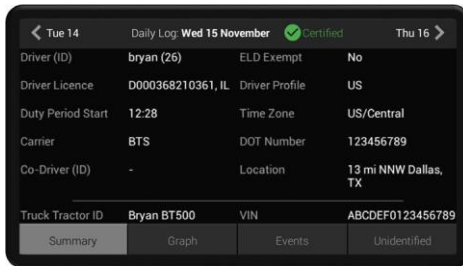 Tue 14 Daily Log: Wed 15 November Certified Thu 16
Driver (ID) bryan (26) ELD Exempt No
Driver Licence D000368210361, IL Driver Profile US
Duty Period Start 12:28 Time Zone US/Central
Carrier BTS DOT Number 123456789
Co-Driver (ID) - Location 13 mi NNW Dallas,
TX
Truck Tractor ID Bryan BT500 VIN ABCDEF0123456789
Summary Graph Events Unidentified